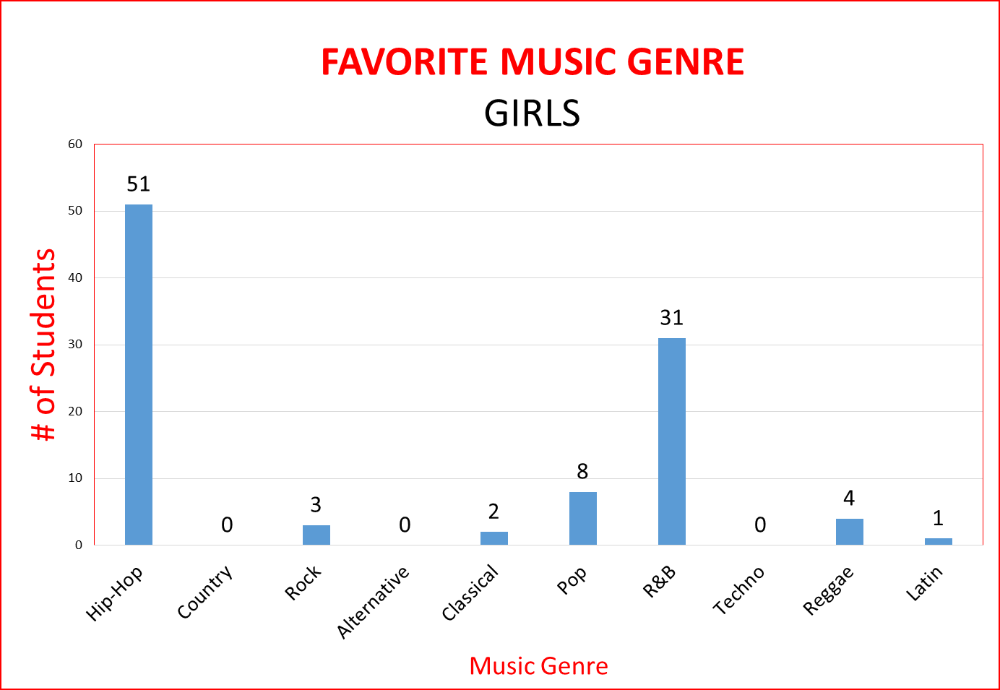 FAVORITE MUSIC GENRE
GIRLS
60
50
40
30
20
10
0
# of Students
51
0
3
0
2
8
31
0
4
1
Hip-Hop
Country
Rock
Alternative
Classical
Pop
R&B
Techno
Reggae
Latin
Music Genre